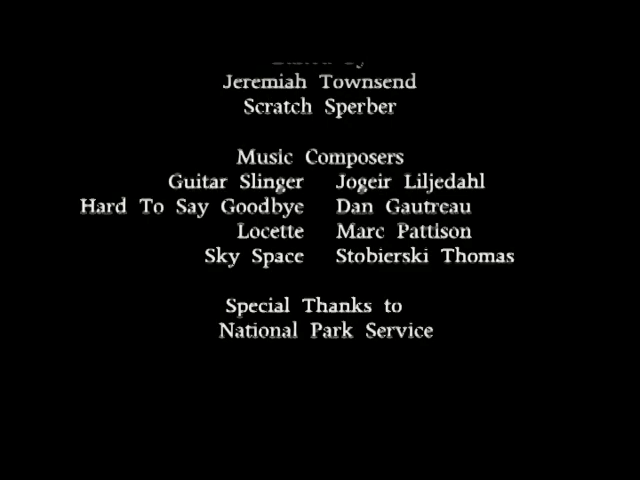 Jeremiah Townsend
Scratch Sperber
Music Composers
Guitar Slinger Jogeir Liljedahl
Hard To Say Goodbye Dan Gautreau
Locette Marc Pattison
Sky Space Stobierski Thomas
Special Thanks to
National Park Service